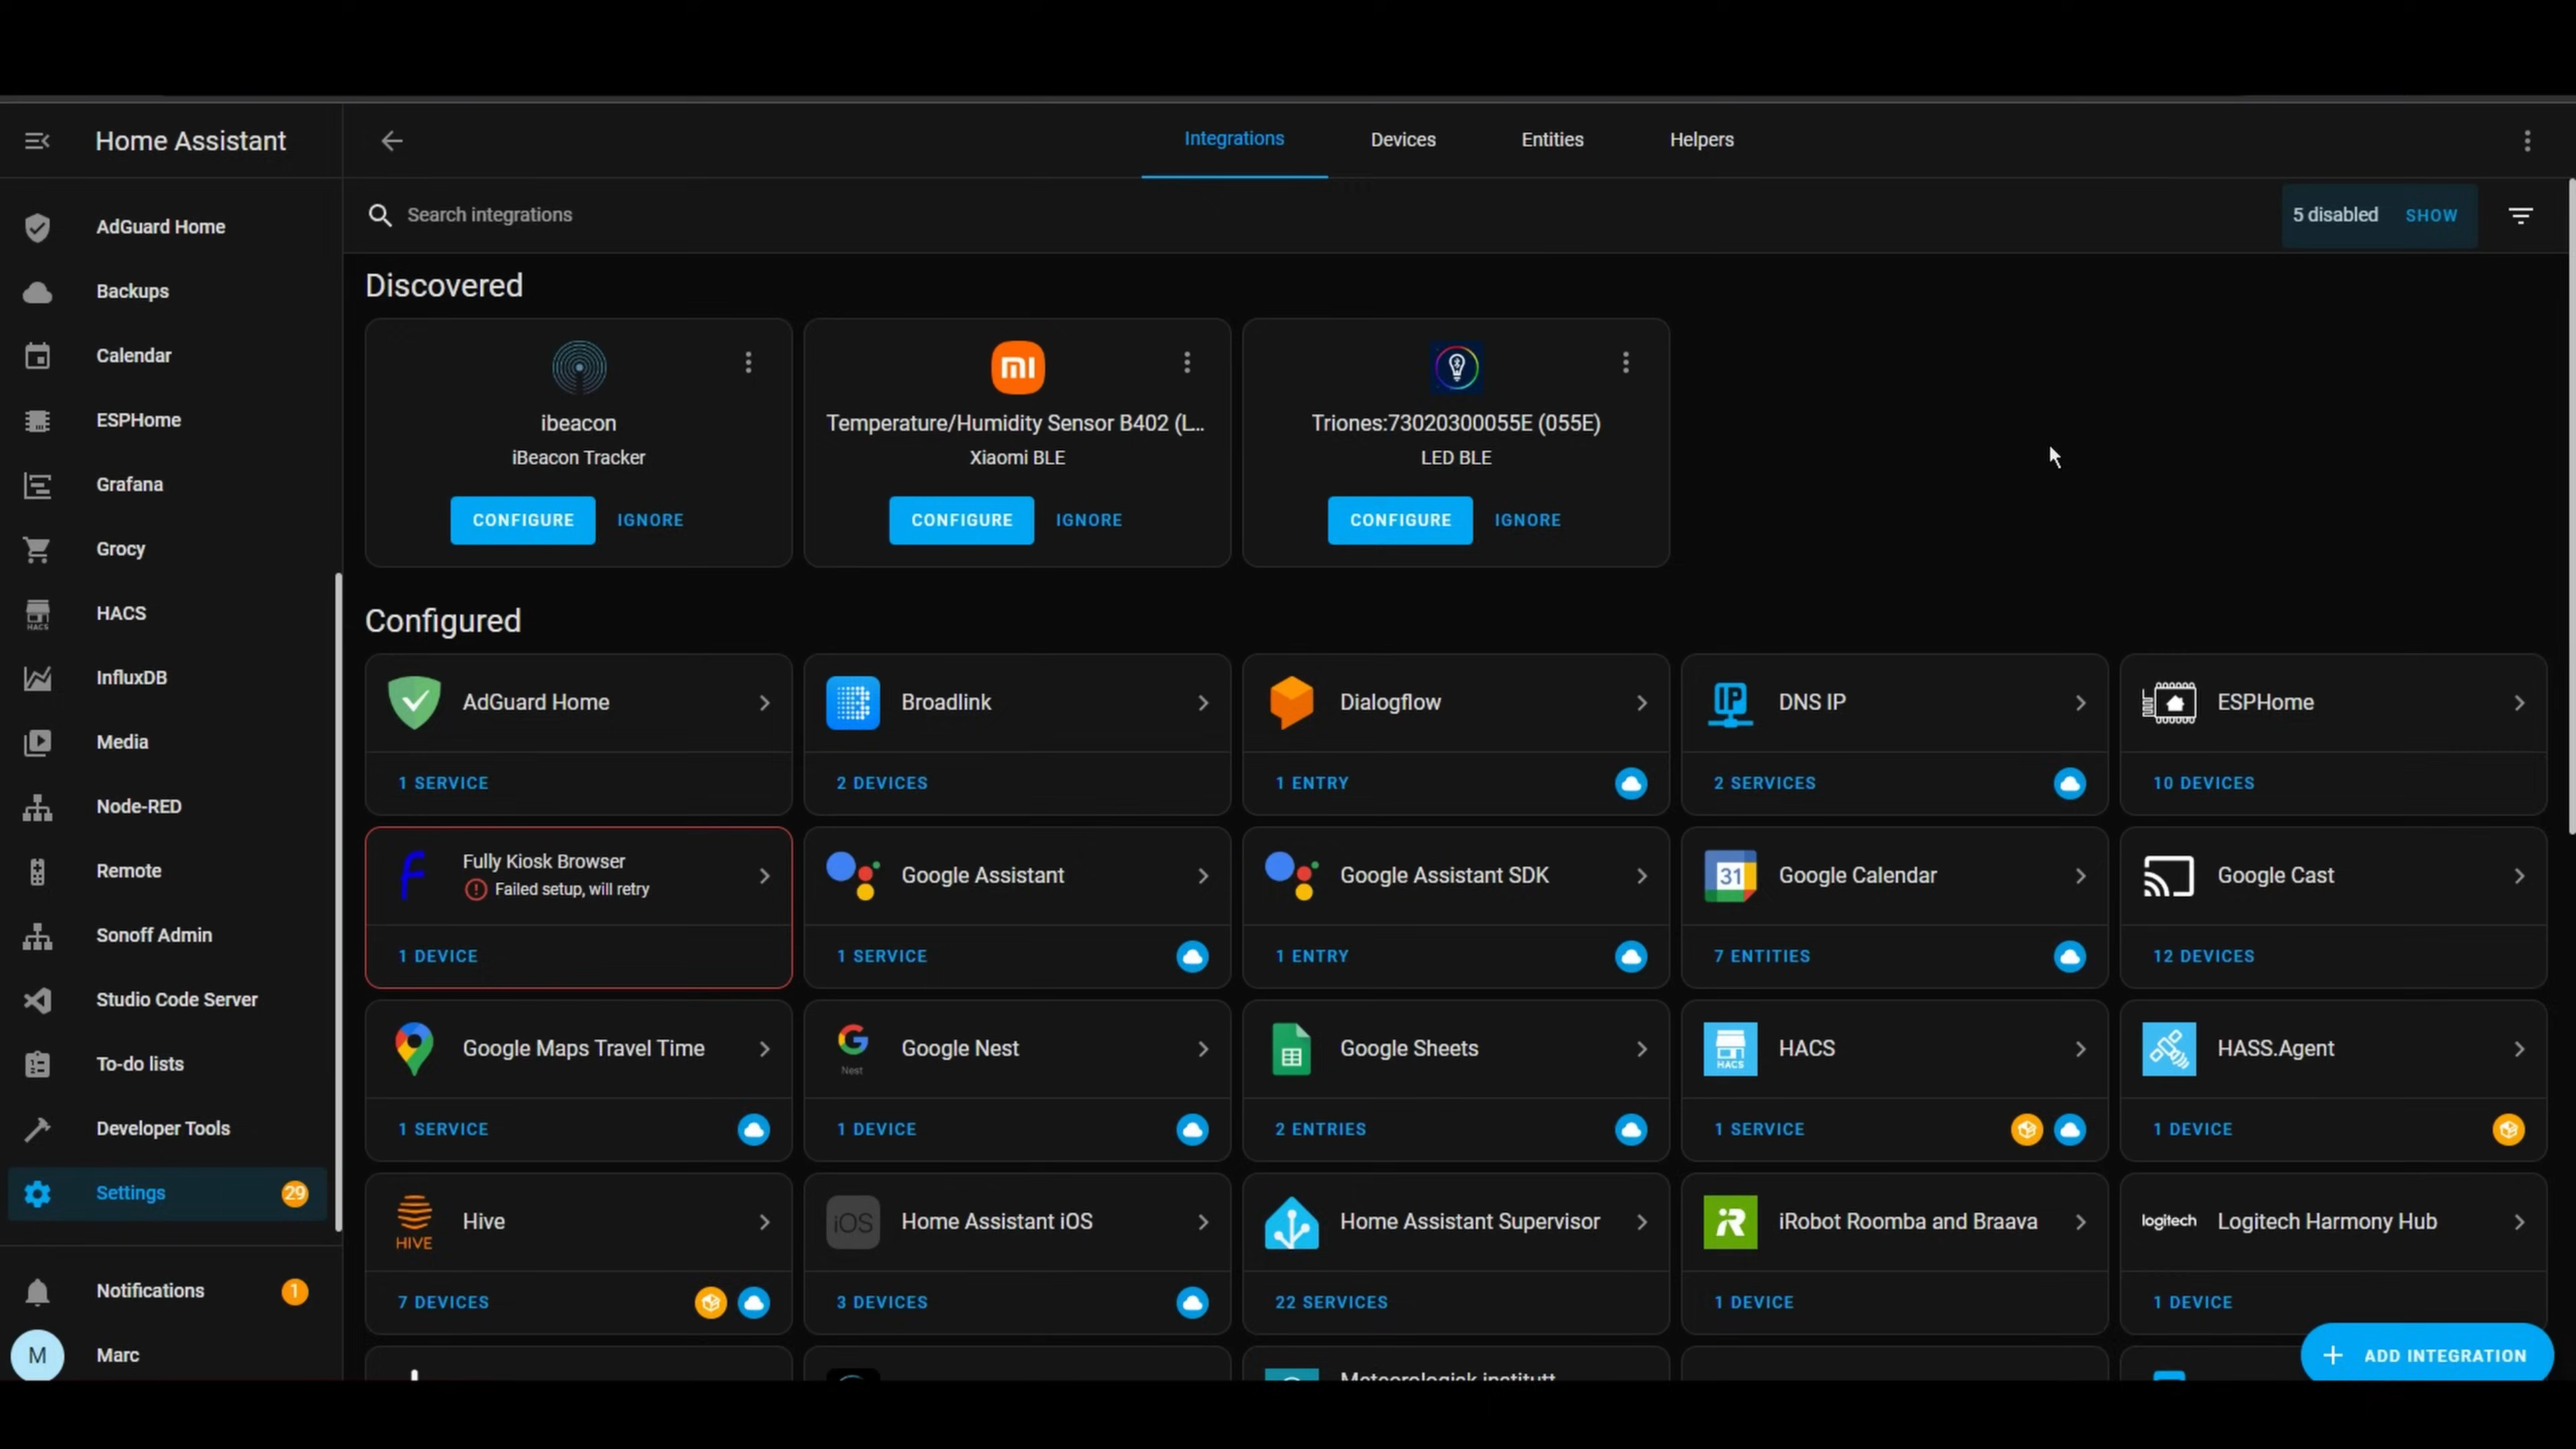 Home Assistant
Integrations
Devices
Entities
Helpers
AdGuard Home
Backups
Calendar
ESPHome
Grafana
Grocy
HACS
HACS
InfluxDB
Media
Node-RED
Remote
Sonoff Admin
Studio Code Server
To-do lists
Developer Tools
Settings 29
Notifications 1
M Marc
Search integrations
5 disabled SHOW
Discovered
ibeacon
iBeacon Tracker
CONFIGURE IGNORE
Temperature/Humidity Sensor B402 (L...
Xiaomi BLE
CONFIGURE IGNORE
Triones:73020300055E (055E)
LED BLE
CONFIGURE IGNORE
Configured
AdGuard Home
1 SERVICE
Broadlink
2 DEVICES
Dialogflow
1 ENTRY
IP
DNS IP
2 SERVICES
ESPHome
10 DEVICES
Fully Kiosk Browser
Failed setup, will retry
1 DEVICE
Google Assistant
1 SERVICE
Google Assistant SDK
1 ENTRY
31
Google Calendar
7 ENTITIES
Google Cast
12 DEVICES
Google Maps Travel Time
1 SERVICE
Nest
Google Nest
1 DEVICE
Google Sheets
2 ENTRIES
HACS
HACS
1 SERVICE
HASS.Agent
1 DEVICE
HIVE
Hive
7 DEVICES
iOS
Home Assistant iOS
3 DEVICES
Home Assistant Supervisor
22 SERVICES
iR
iRobot Roomba and Braava
1 DEVICE
logitech
Logitech Harmony Hub
1 DEVICE
Meteorologisk institutt
ADD INTEGRATION